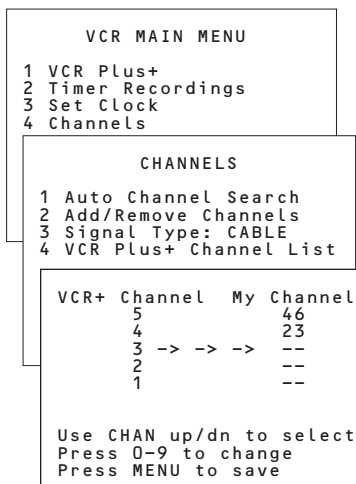 VCR MAIN MENU
1 VCR Plus+
2 Timer Recordings
3 Set Clock
4 Channels
CHANNELS
1 Auto Channel Search
2 Add/Remove Channels
3 Signal Type: CABLE
4 VCR Plus+ Channel List
VCR+ Channel My Channel
5 46
4 23
3 -> -> -> --
2 --
1 --
Use CHAN up/dn to select
Press 0-9 to change
Press MENU to save